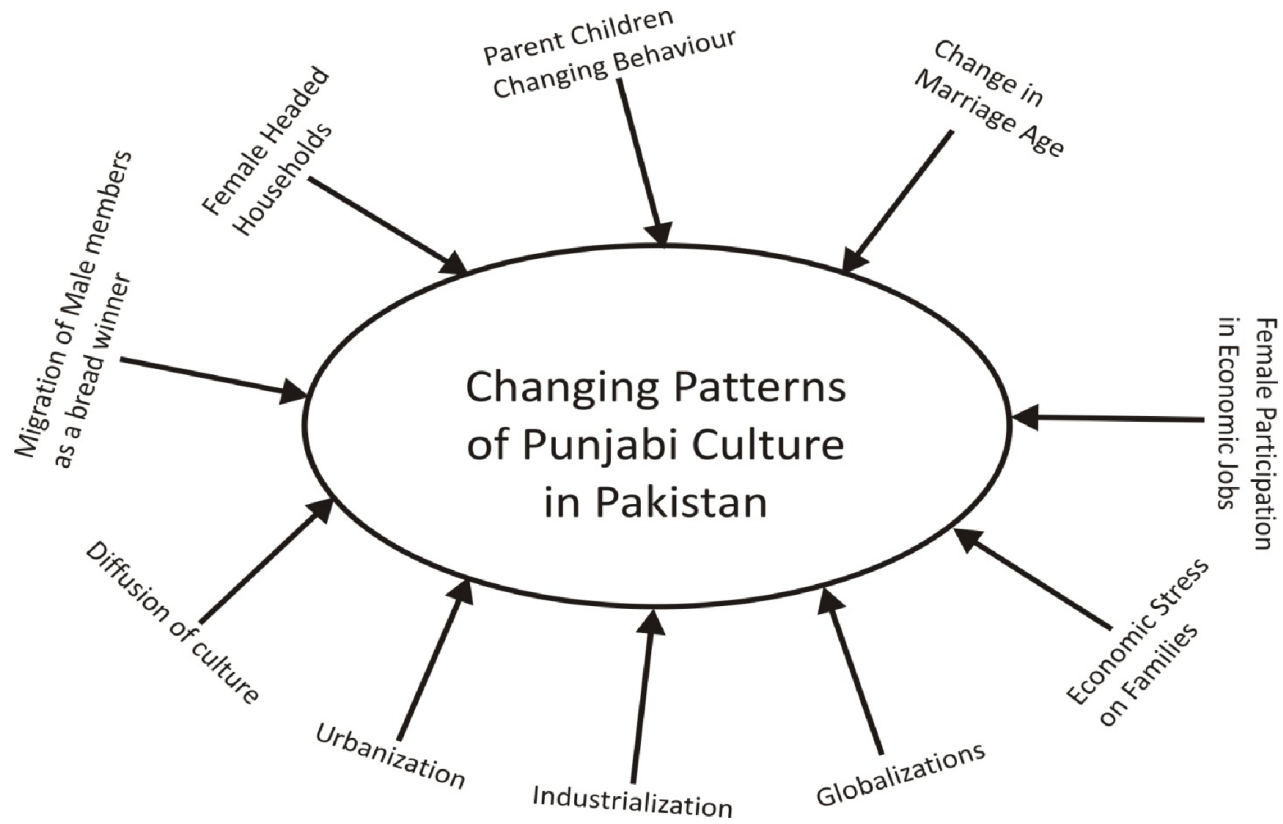 Parent Children
Changing Behaviour
Change in
Marriage Age
Female Headed
Households
Migration of Male members
as a bread winner
Female Participation
in Economic Jobs
Changing Patterns
of Punjabi Culture
in Pakistan
Diffusion of culture
Economic Stress
on Families
Urbanization
Industrialization
Globalizations